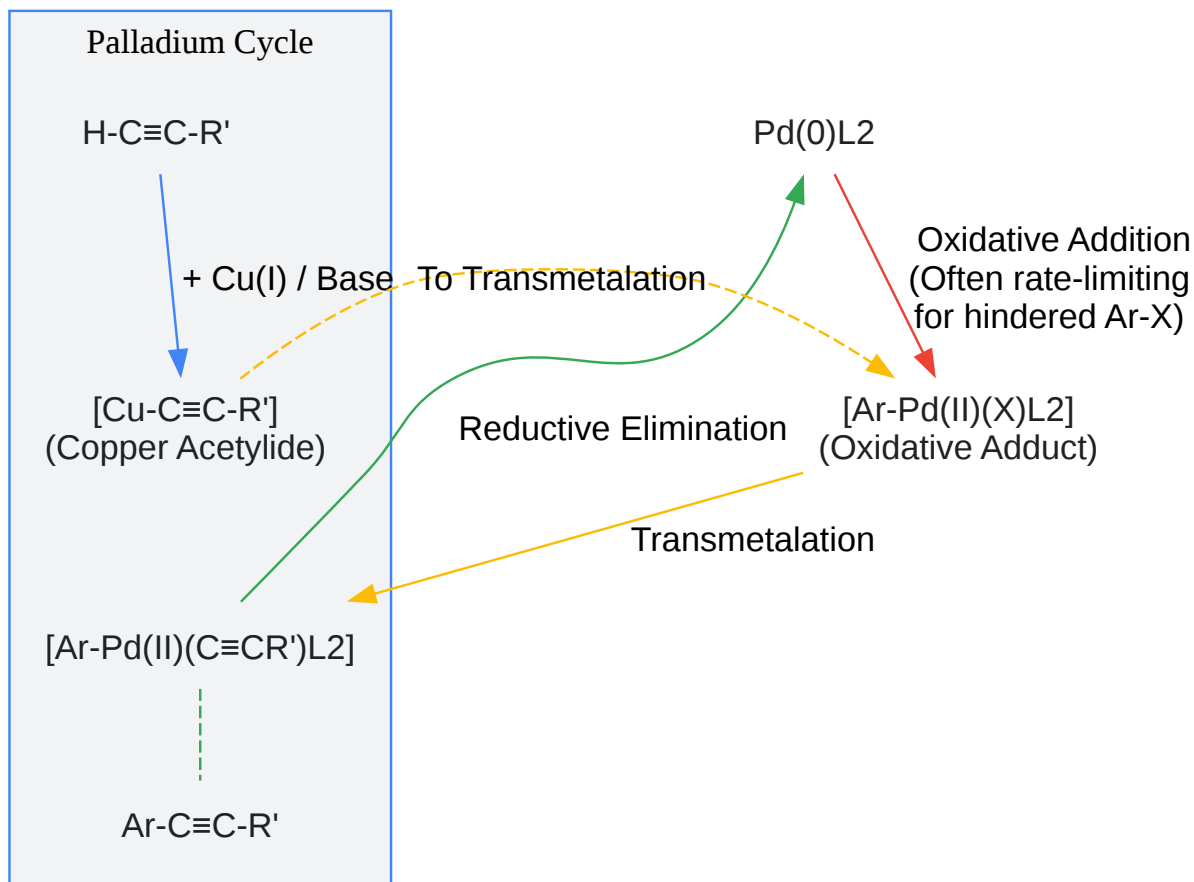 Palladium Cycle
H-C≡C-R'
Pd(0)L2
Oxidative Addition
(Often rate-limiting
for hindered Ar-X)
+ Cu(I) / Base
To Transmetalation
[Cu-C≡C-R']
(Copper Acetylide)
[Ar-Pd(II)(X)L2]
(Oxidative Adduct)
Reductive Elimination
Transmetalation
[Ar-Pd(II)(C≡CR')L2]
Ar-C≡C-R'